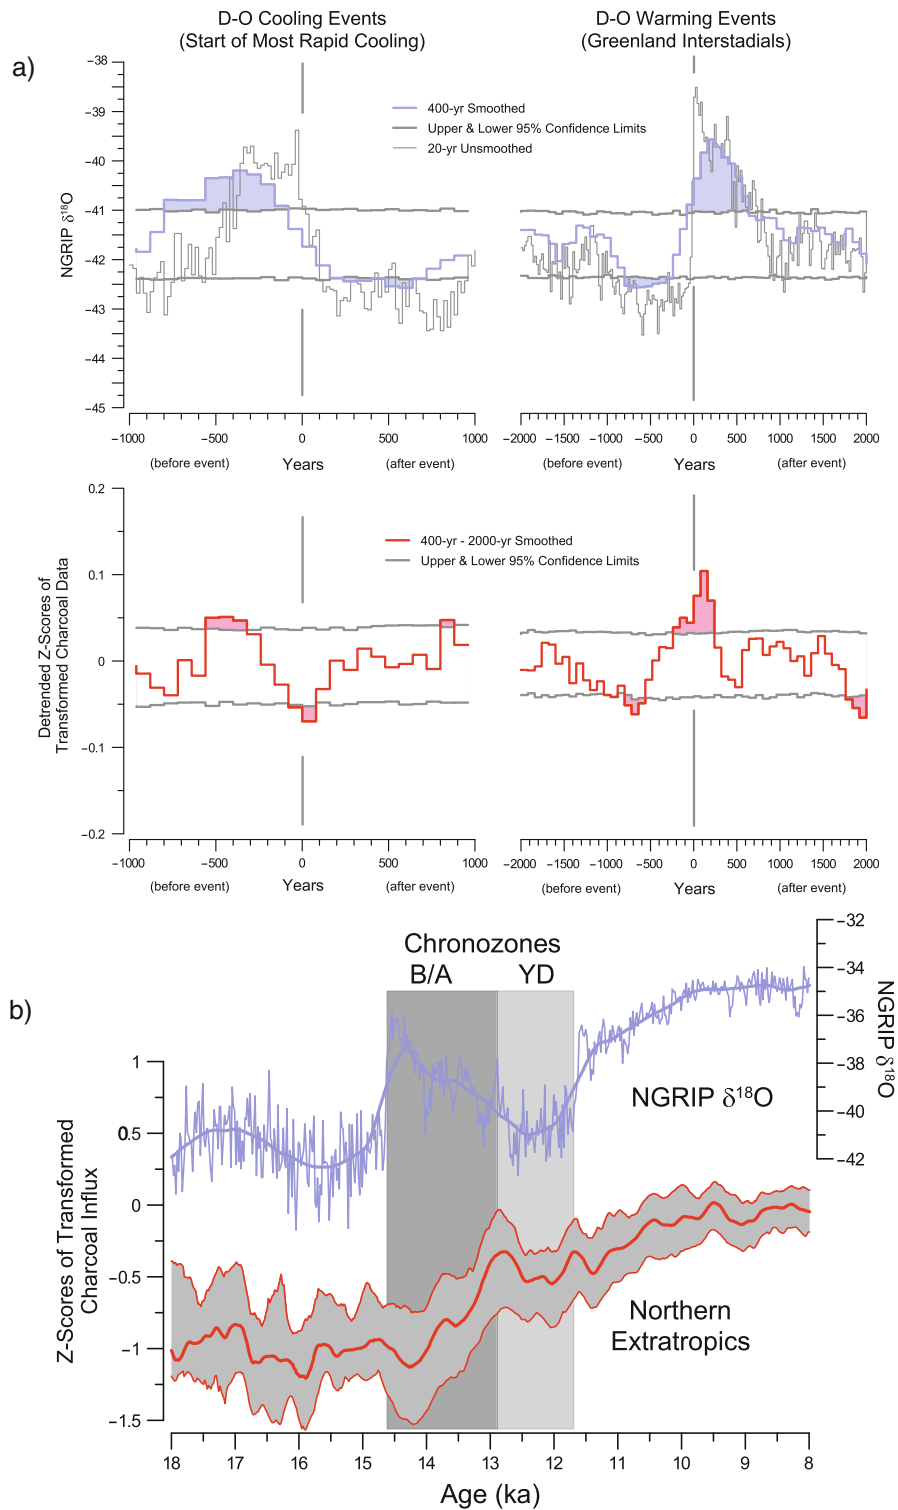 D-O Cooling Events
(Start of Most Rapid Cooling)
D-O Warming Events
(Greenland Interstadials)
a)
400-yr Smoothed
Upper & Lower 95% Confidence Limits
20-yr Unsmoothed
NGRIP δ18O
−38
−39
−40
−41
−42
−43
−44
−45
−1000
−500
0
500
1000
(before event)
Years
(after event)
−2000
−1500
−1000
−500
0
500
1000
1500
2000
(before event)
Years
(after event)
400-yr - 2000-yr Smoothed
Upper & Lower 95% Confidence Limits
Detrended Z-Scores of
Transformed Charcoal Data
0.2
0.1
0
−0.1
−0.2
−1000
−500
0
500
1000
(before event)
Years
(after event)
−2000
−1500
−1000
−500
0
500
1000
1500
2000
(before event)
Years
(after event)
b)
Chronozones
B/A
YD
−32
−34
−36
−38
−40
−42
NGRIP δ18O
NGRIP δ18O
Z-Scores of Transformed
Charcoal Influx
1
0.5
0
−0.5
−1
−1.5
Northern
Extratropics
18
17
16
15
14
13
12
11
10
9
8
Age (ka)